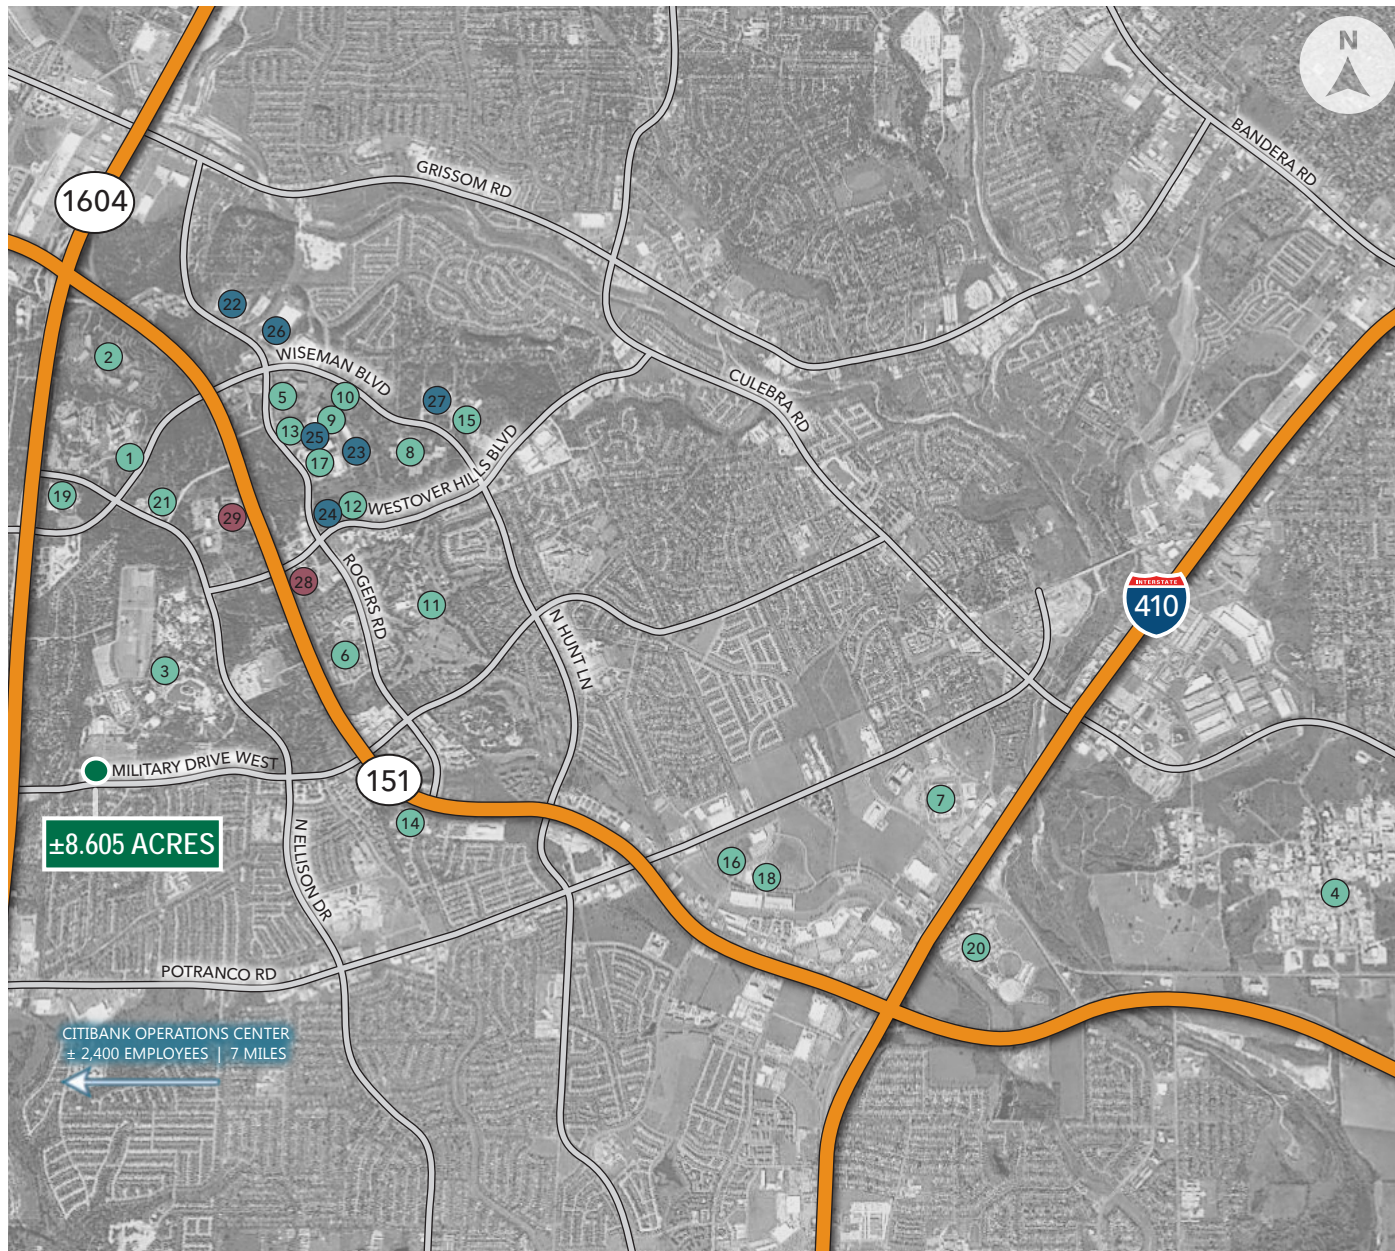 N
BANDERA RD
GRISSOM RD
1604
22
26
WISEMAN BLVD
2
CULEBRA RD
5
10
27
15
9
13
25
23
8
17
1
WESTOVER HILLS BLVD
19
21
12
24
29
INTERSTATE
410
28
ROGERS RD
11
N HUNT LN
6
3
MILITARY DRIVE WEST
151
7
14
±8.605 ACRES
N ELLISON DR
16
18
4
20
POTRANCO RD
CITIBANK OPERATIONS CENTER
± 2,400 EMPLOYEES | 7 MILES